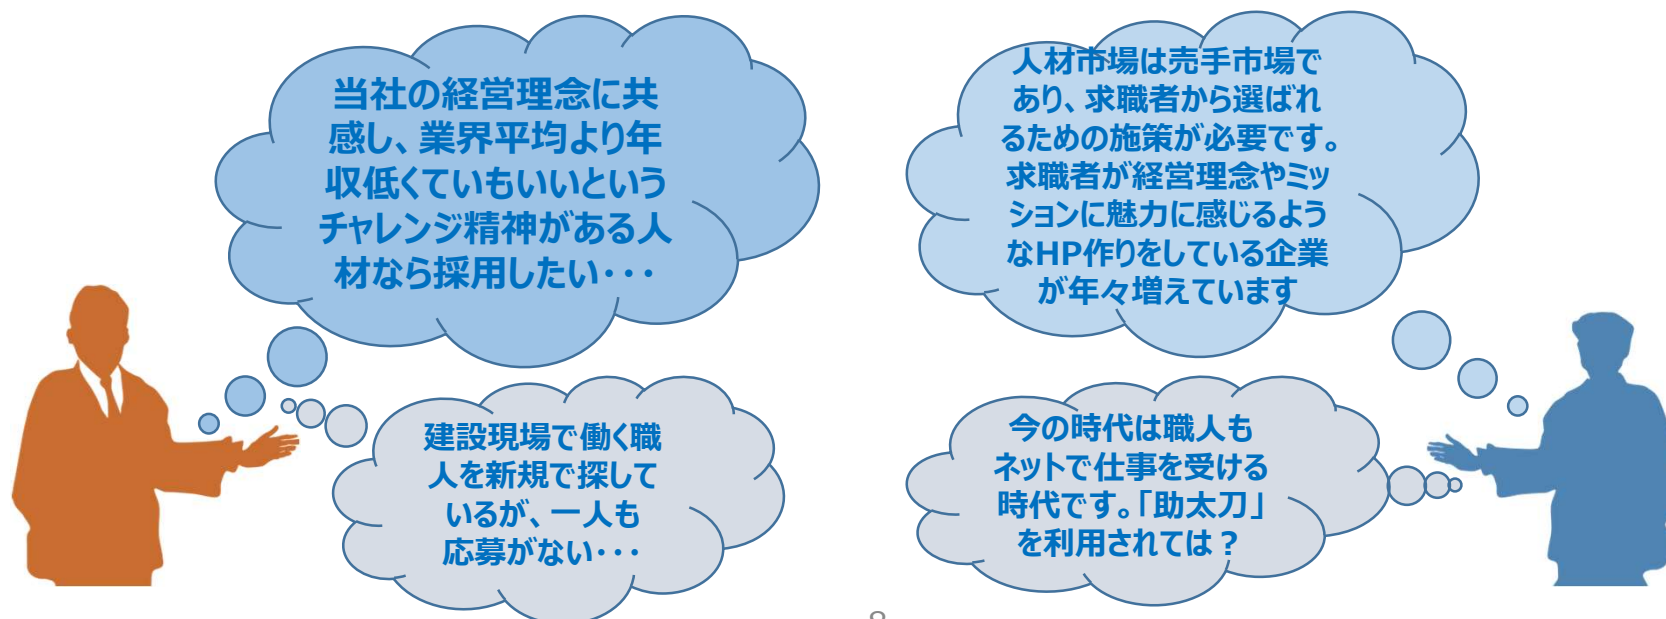 当社の経営理念に共
感し、業界平均より年
収低くていもいいという
チャレンジ精神がある人
材なら採用したい・・・
人材市場は売手市場で
あり、求職者から選ばれ
るための施策が必要です。
求職者が経営理念やミッ
ションに魅力に感じるよう
なHP作りをしている企業
が年々増えています
建設現場で働く職
人を新規で探して
いるが、一人も
応募がない・・・
今の時代は職人も
ネットで仕事を受ける
時代です。「助太刀」
を利用されては？